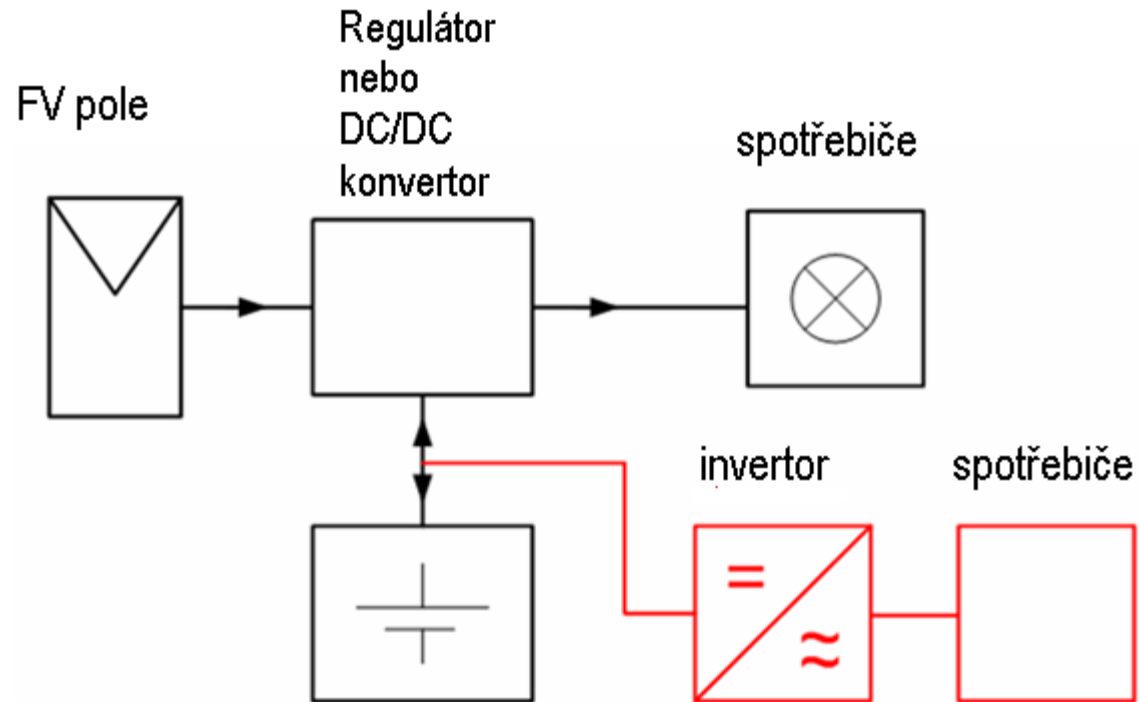 Regulátor
nebo
DC/DC
konvertor
FV pole
spotřebiče
invertor
spotřebiče
=
≈